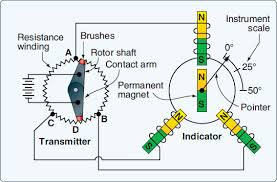 Brushes
Resistance
winding
A
Rotor shaft
Contact arm
Permanent
magnet
C
D
B
Transmitter
N
S
Instrument
scale
0°
25°
50°
N
S
Pointer
S
N
N
S
Indicator